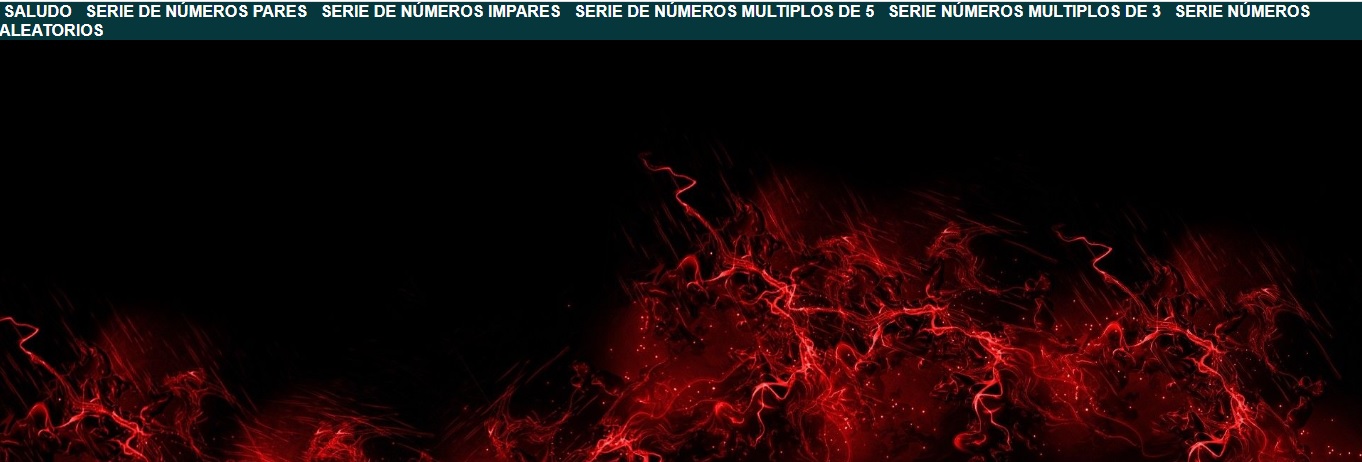 SALUDO SERIE DE NÚMEROS PARES SERIE DE NÚMEROS IMPARES SERIE DE NÚMEROS MULTIPLOS DE 5 SERIE NÚMEROS MULTIPLOS DE 3 SERIE NÚMEROS
ALEATORIOS